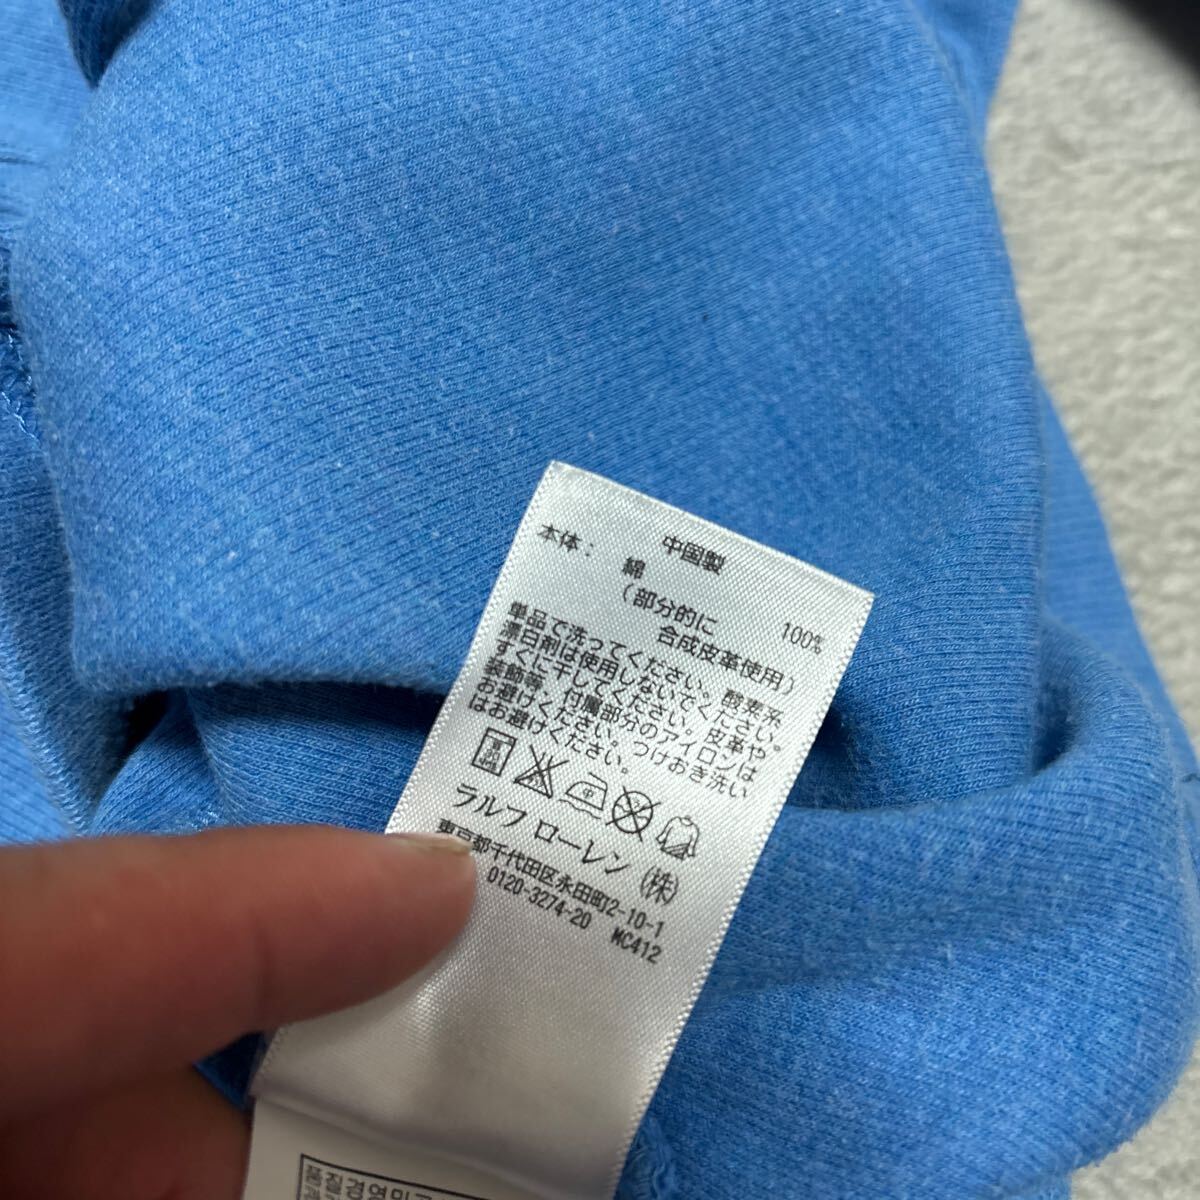 中国製
本体: 綿 100%
(部分的に
合成皮革使用)
単品で洗ってください。酸素系
漂白剤は使用しないでください。
すぐに干してください。皮革や
装飾等、付属部分のアイロンは
お避けください。つけおき洗い
はお避けください。
ラルフ ローレン (株)
東京都千代田区永田町2-10-1
0120-3274-20 MC412